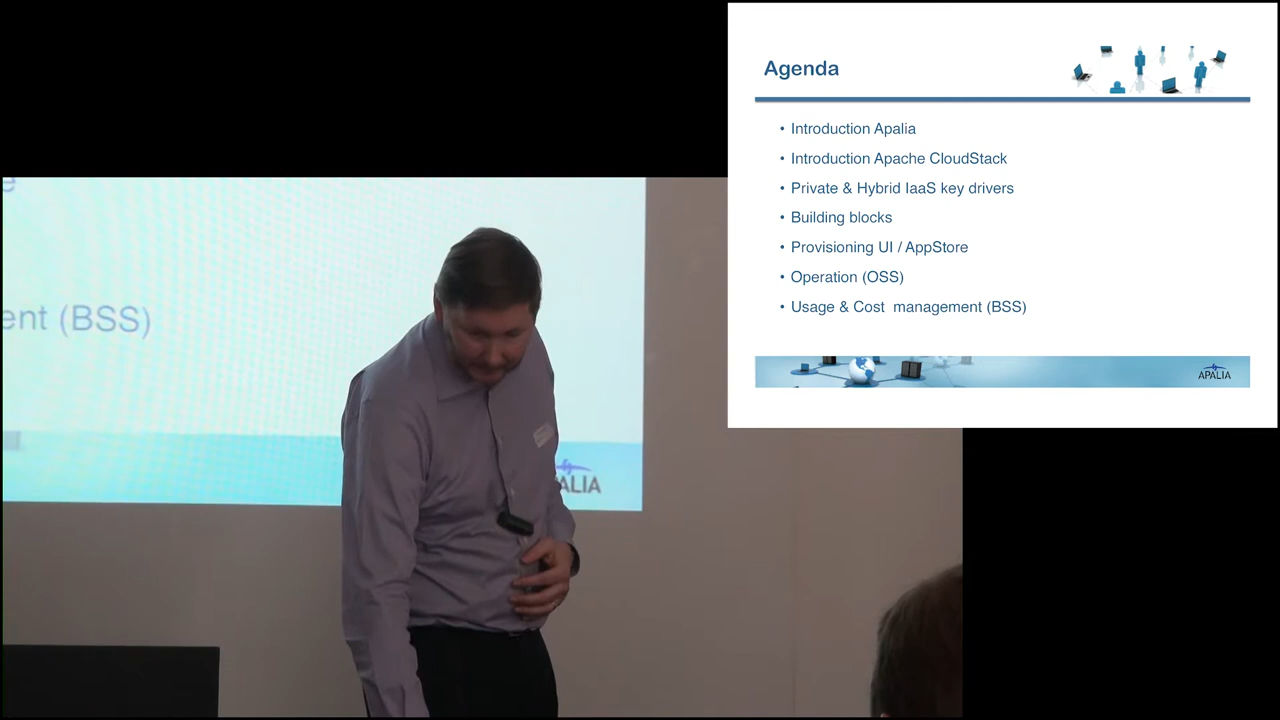 Agenda
• Introduction Apalia
• Introduction Apache CloudStack
• Private & Hybrid IaaS key drivers
• Building blocks
• Provisioning UI / AppStore
• Operation (OSS)
• Usage & Cost  management (BSS)
APALIA
e
ent (BSS)
ALIA